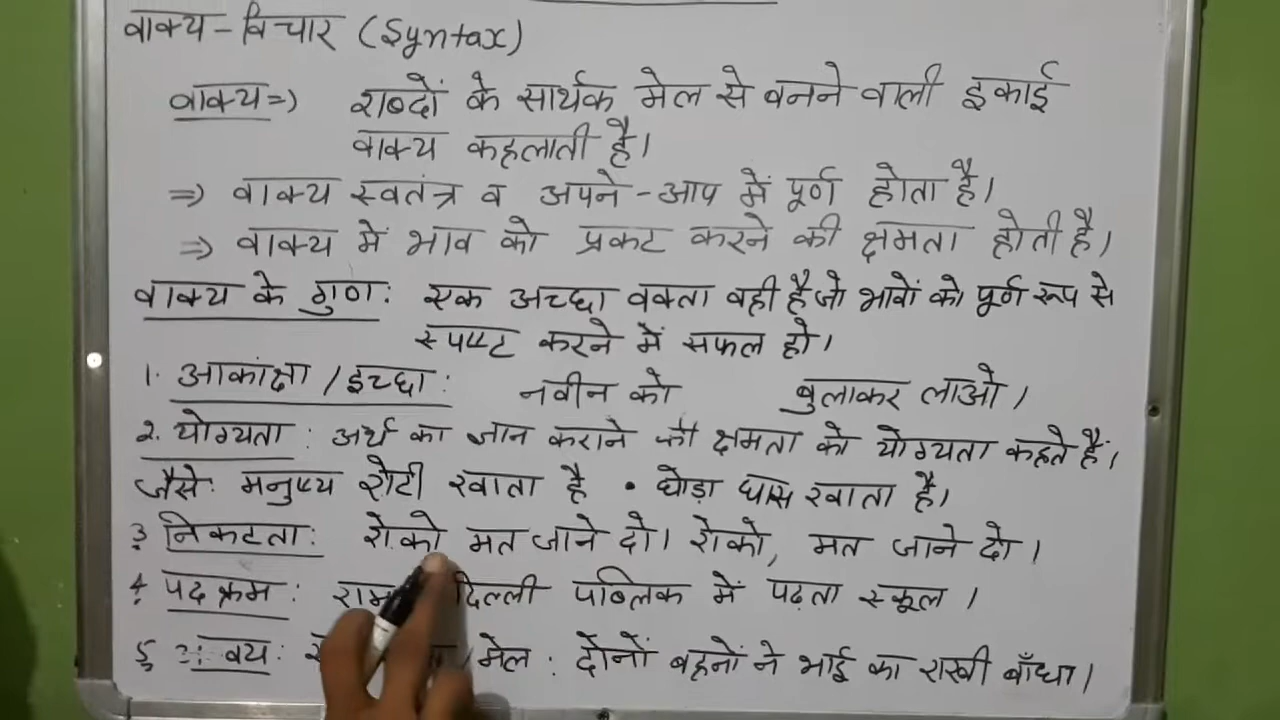 वाक्य - विचार (Syntax)
वाक्य => शब्दों के सार्थक मेल से बनने वाली इकाई
वाक्य कहलाती है।
=> वाक्य स्वतंत्र व अपने - आप में पूर्ण होता है।
=> वाक्य में भाव को प्रकट करने की क्षमता होती है।
वाक्य के गुण: एक अच्छा वक्ता वही है जो भावों को पूर्ण रूप से
स्पष्ट करने में सफल हो।
1. आकांक्षा / इच्छा: नवीन को बुलाकर लाओ।
2. योग्यता : अर्थ का ज्ञान कराने की क्षमता को योग्यता कहते हैं।
जैसे: मनुष्य रोटी खाता है • घोड़ा घास खाता है।
3. निकटता: रो.को मत जाने दो। रोको, मत जाने दो।
4. पदक्रम: राम दिल्ली पब्लिक में पढ़ता स्कूल ।
5. / मेल : दोनों बहनों ने भाई का राखी बाँधा।